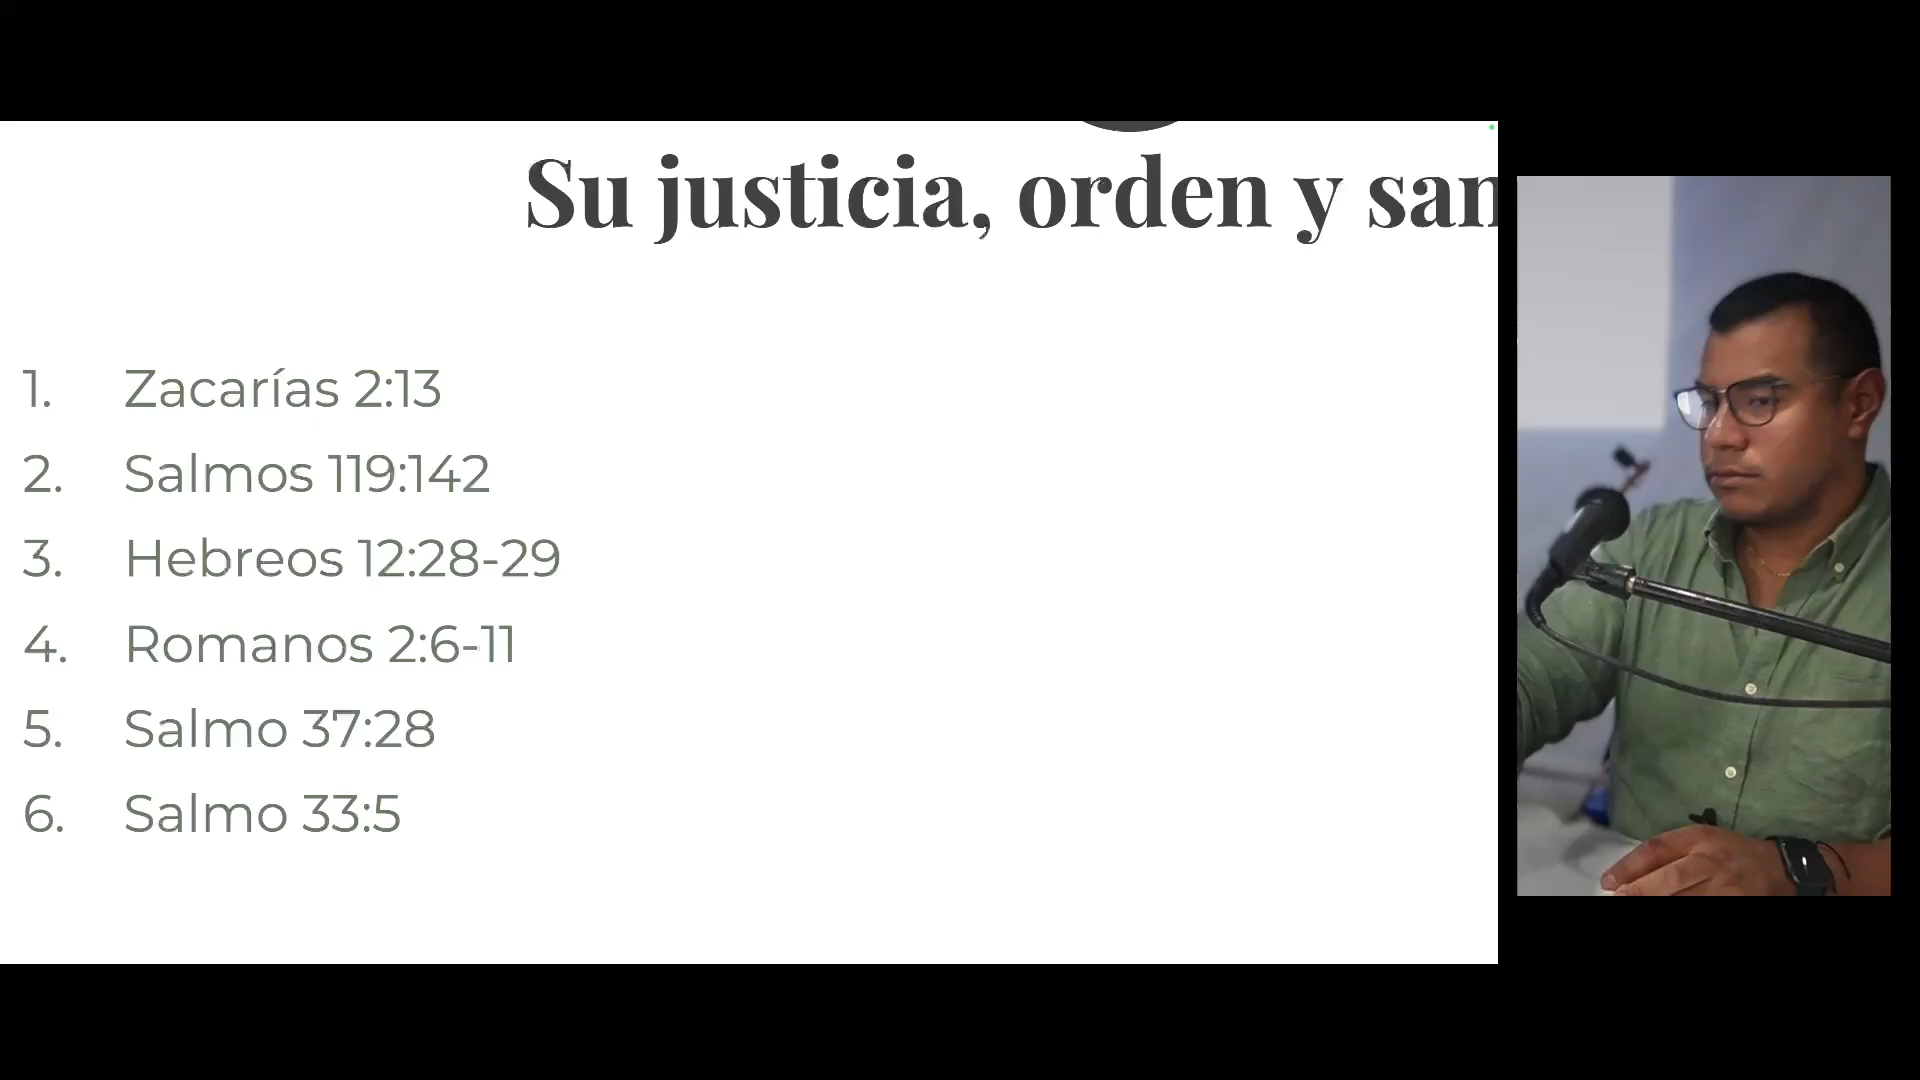 Su justicia, orden y san
1. Zacarías 2:13
2. Salmos 119:142
3. Hebreos 12:28-29
4. Romanos 2:6-11
5. Salmo 37:28
6. Salmo 33:5